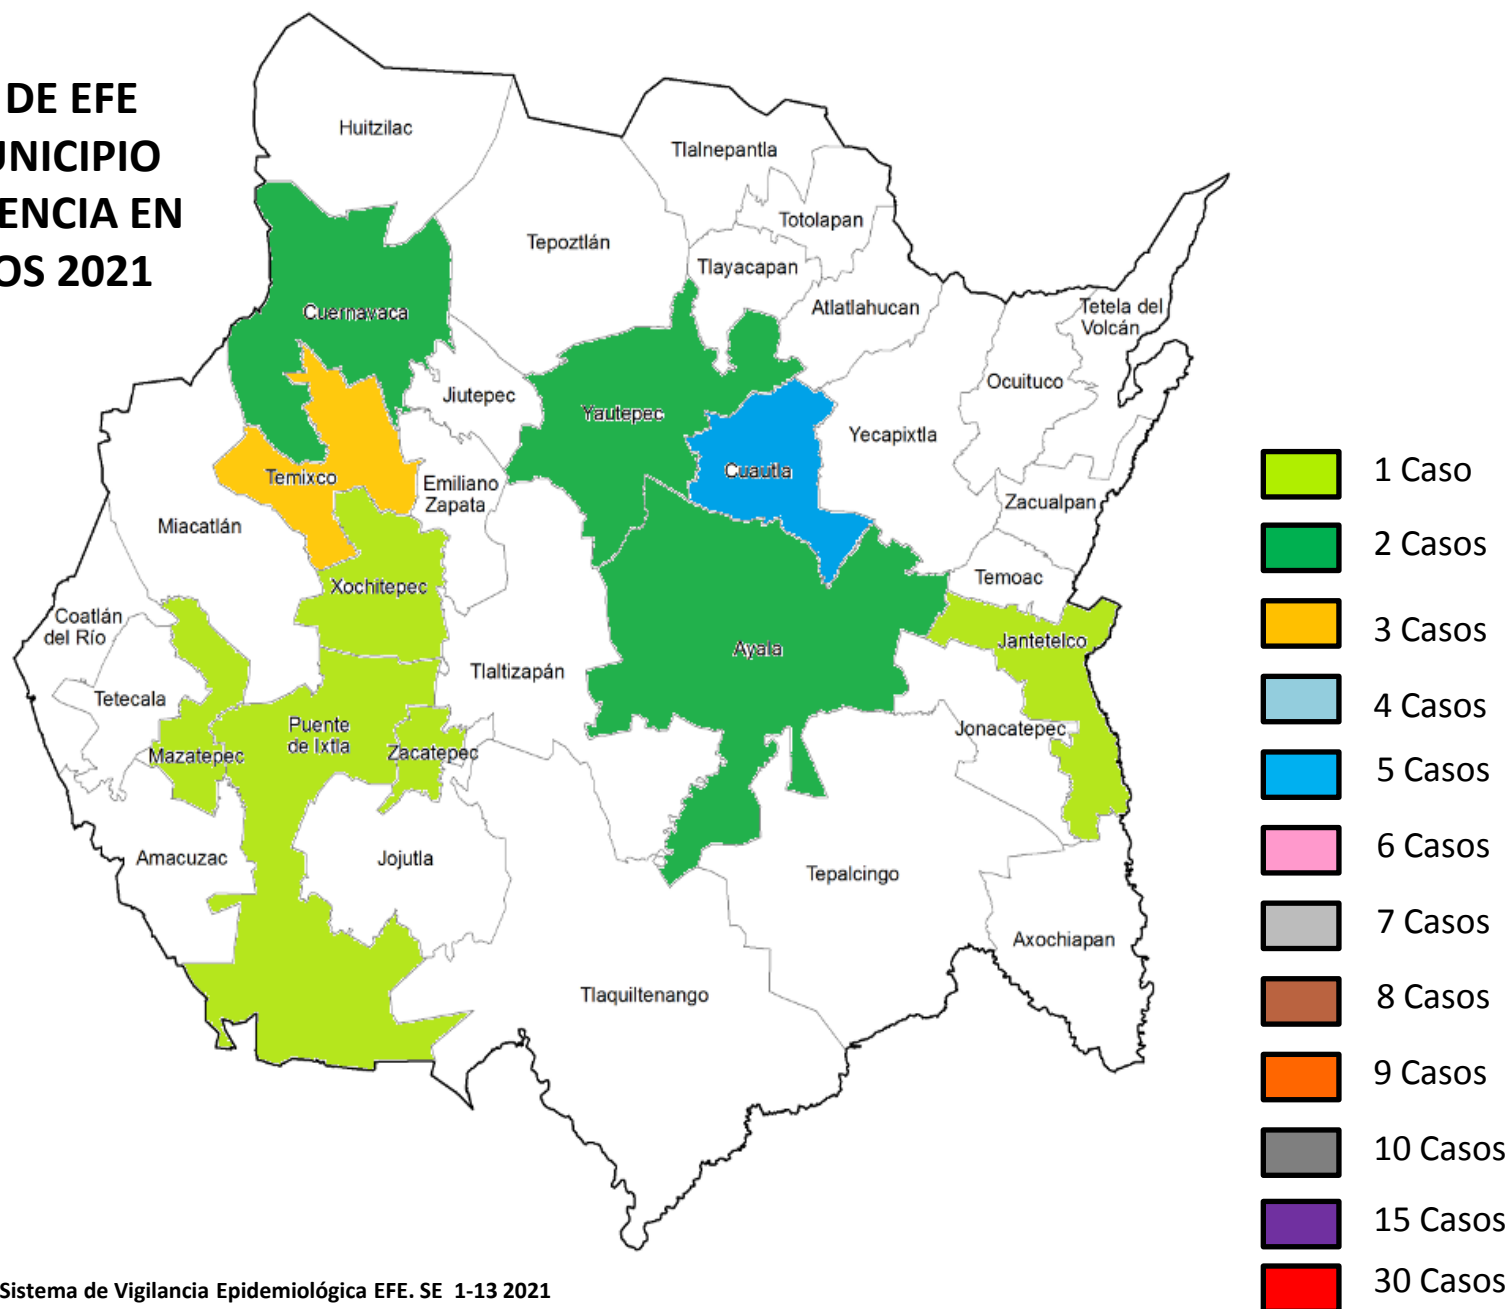 DE EFE
UNICIPIO
ENCIA EN
OS 2021
Huitzilac
Tlalnepantla
Totolapan
Tepoztlán
Tlayacapan
Atlatlahucan
Tetela del
Volcán
Cuernavaca
Ocuituco
Jiutepec
Yautepec
Yecapixtla
Cuautla
Temixco
Emiliano
Zapata
Zacualpan
Miacatlán
Temoac
Xochitepec
Coatlán
del Río
Jantetelco
Ayala
Tlaltizapán
Tetecala
Puente
de Ixtla
Jonacatepec
Mazatepec
Zacatepec
Amacuzac
Jojutla
Tepalcingo
Axochiapan
Tlaquiltenango
1 Caso
2 Casos
3 Casos
4 Casos
5 Casos
6 Casos
7 Casos
8 Casos
9 Casos
10 Casos
15 Casos
30 Casos
Sistema de Vigilancia Epidemiológica EFE. SE 1-13 2021